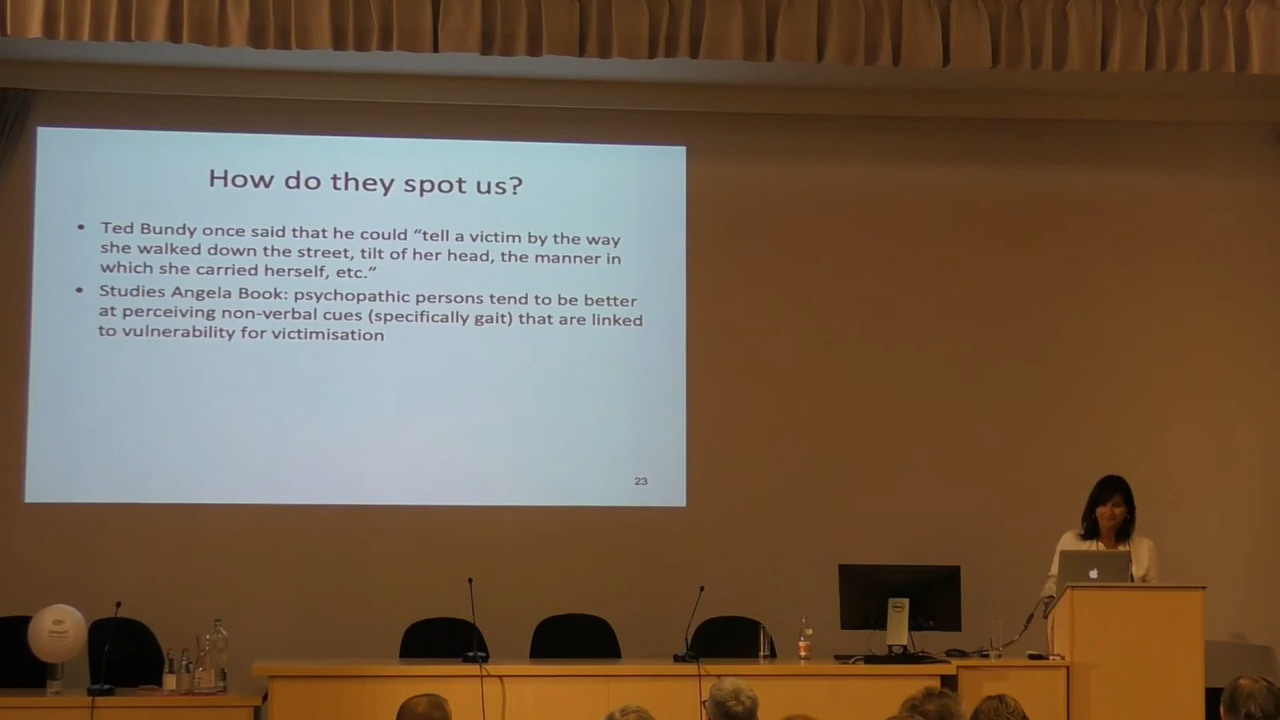 How do they spot us?
• Ted Bundy once said that he could “tell a victim by the way
she walked down the street, tilt of her head, the manner in
which she carried herself, etc.”
• Studies Angela Book: psychopathic persons tend to be better
at perceiving non-verbal cues (specifically gait) that are linked
to vulnerability for victimisation
23
DELL